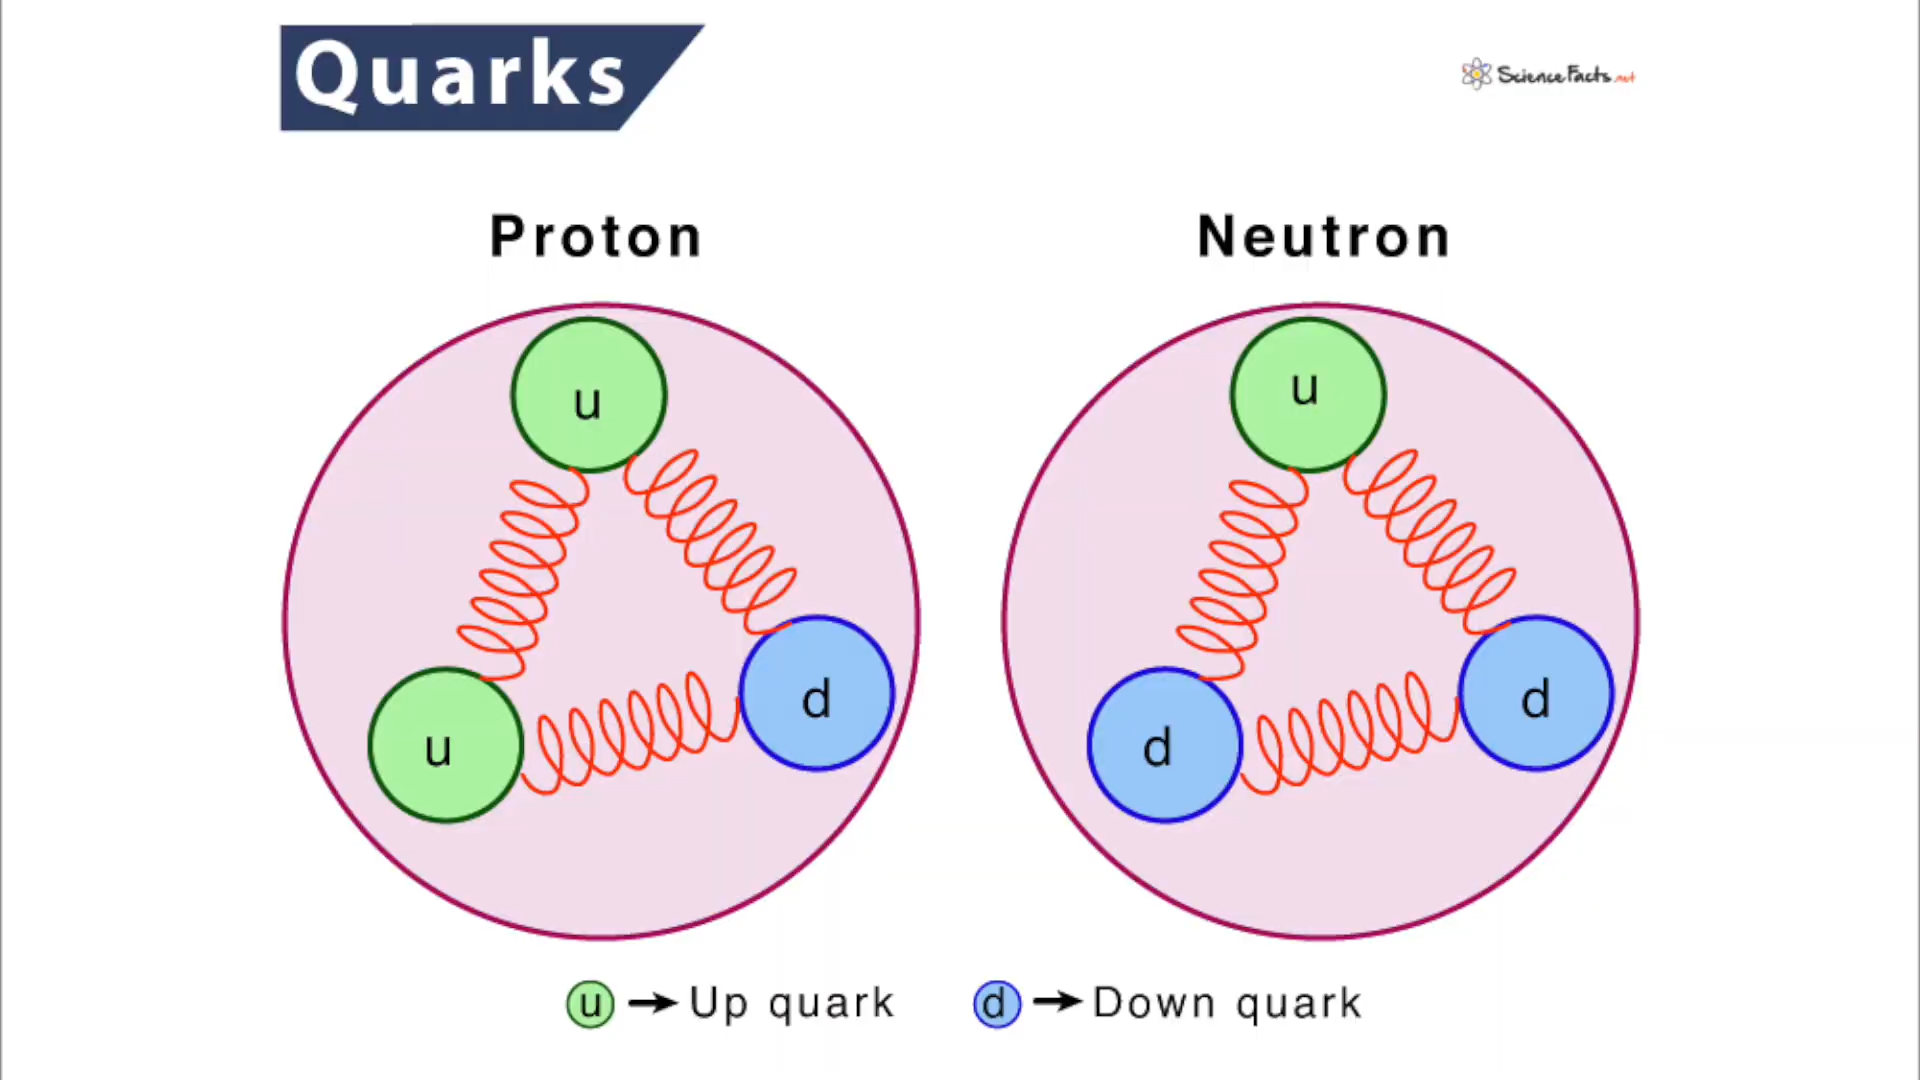 Quarks
ScienceFacts.net
Proton
Neutron
u
u
d
u
d
d
u → Up quark
d → Down quark